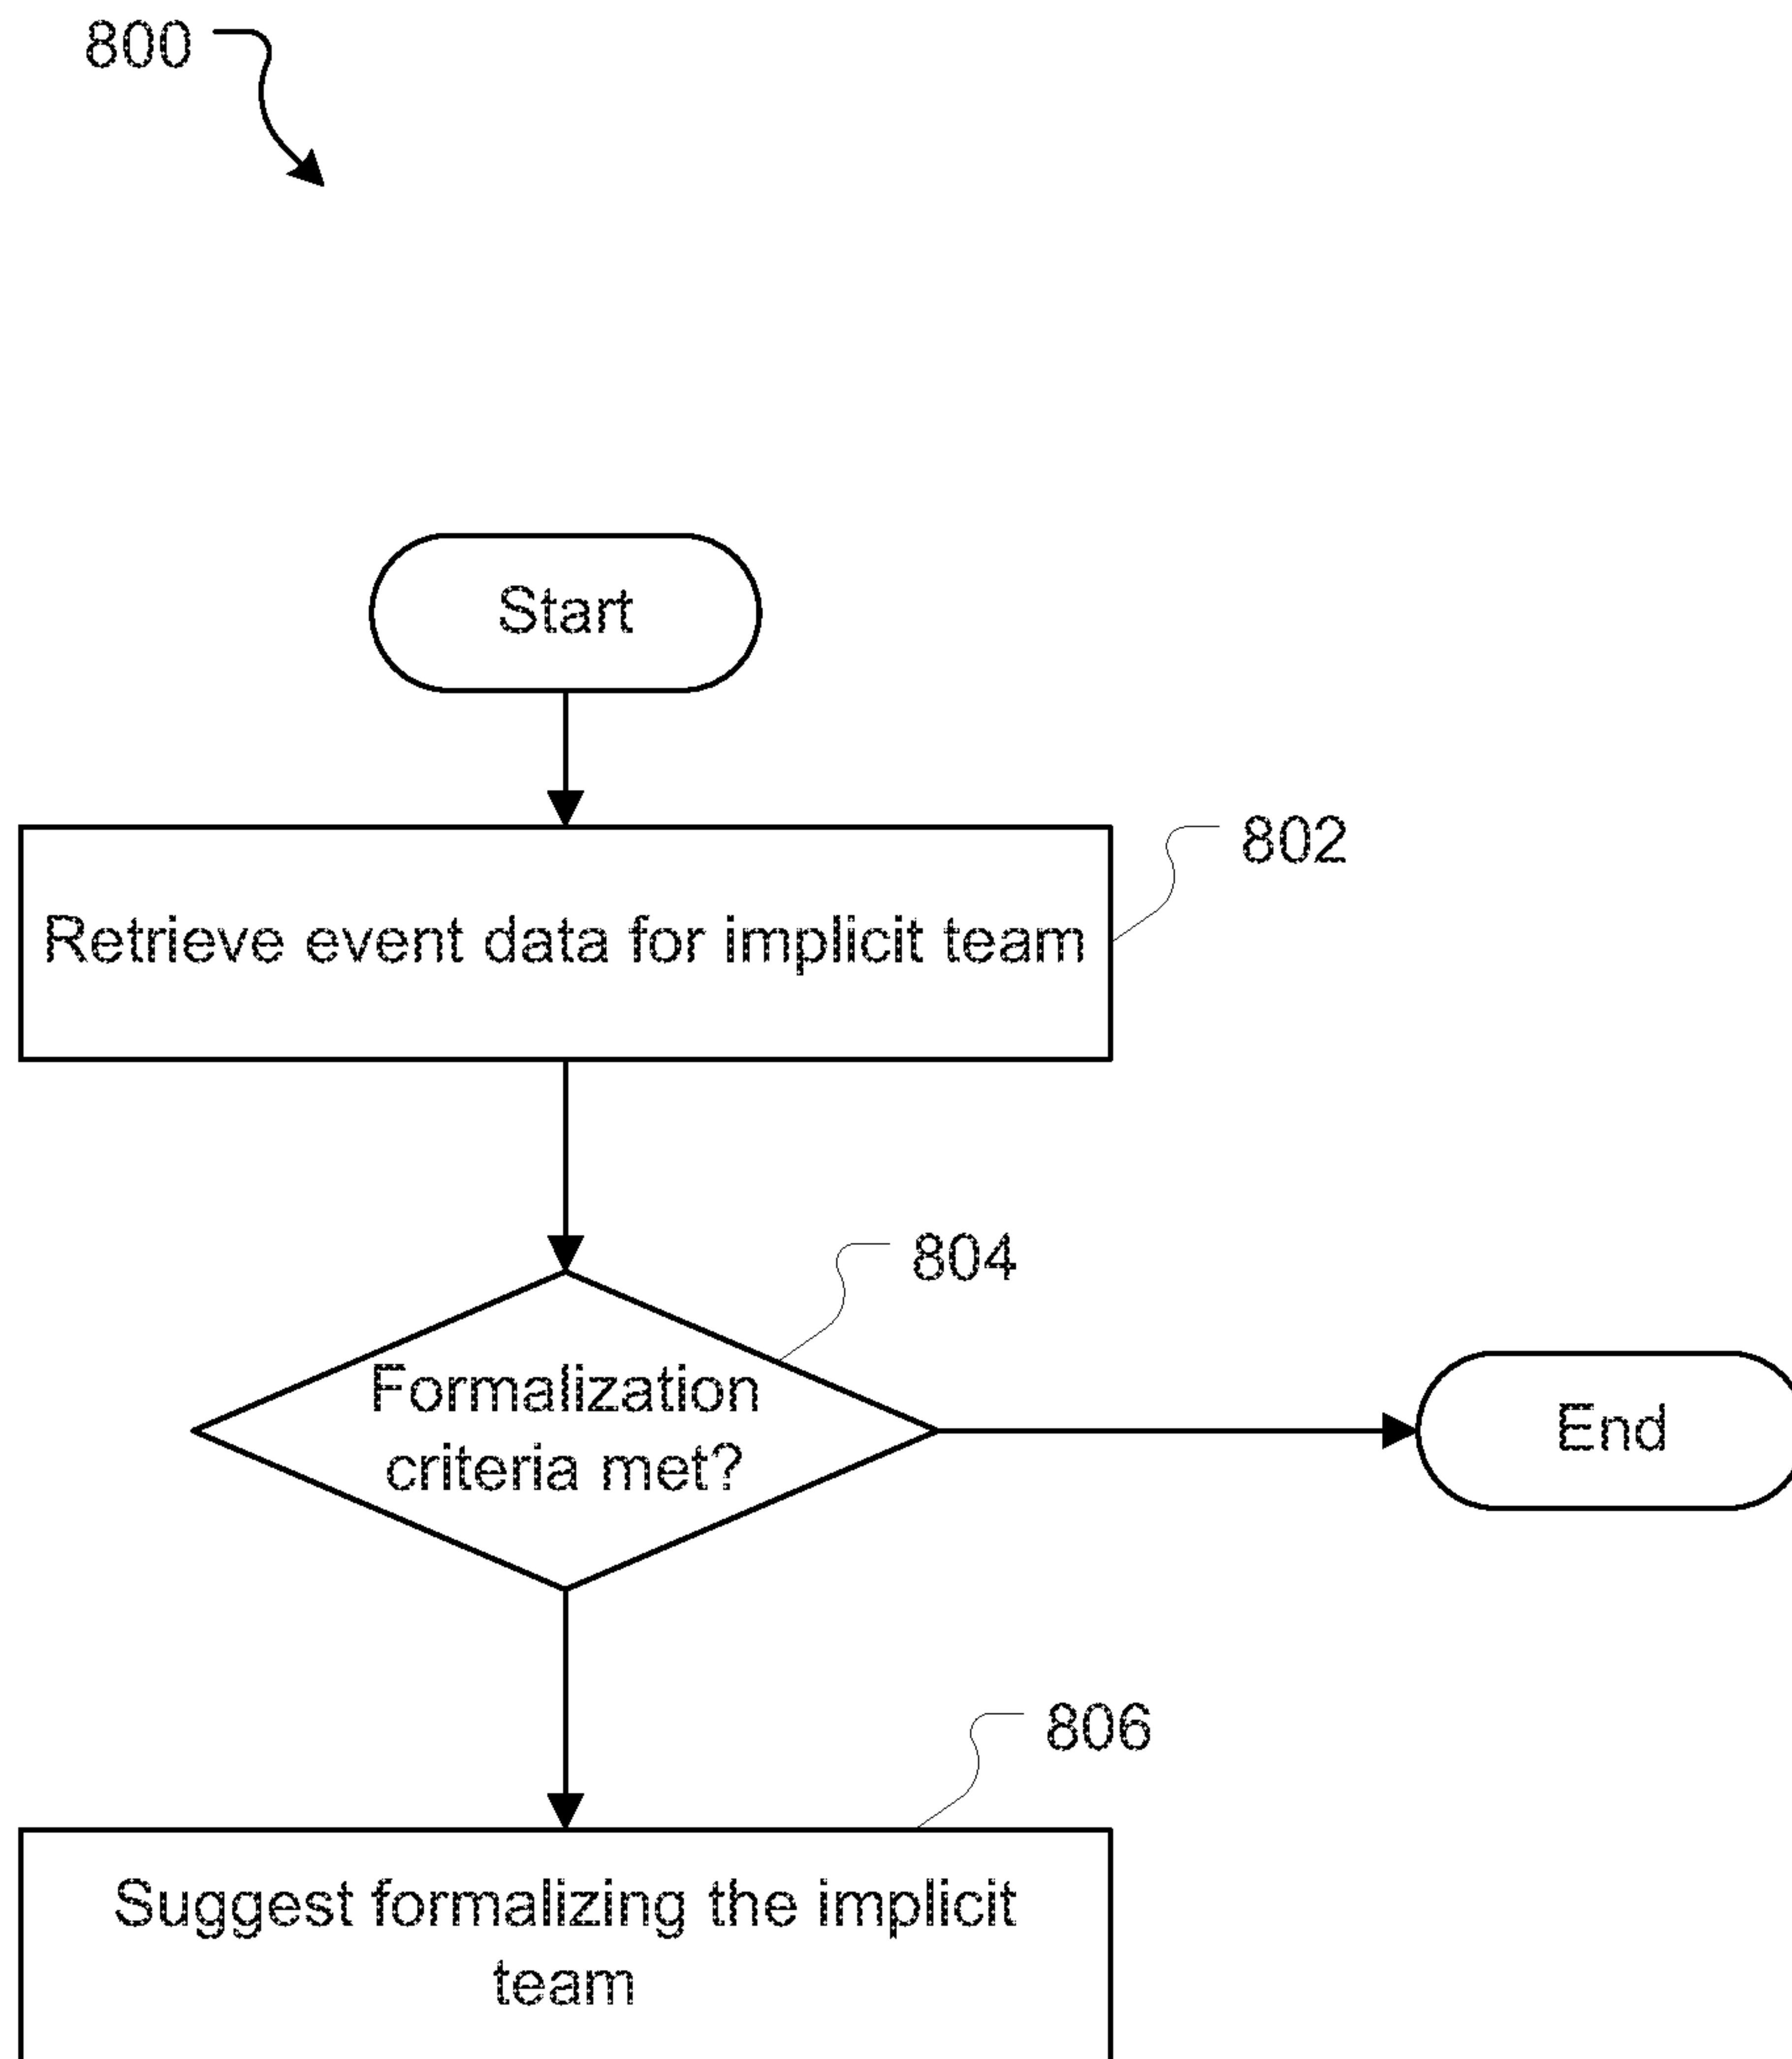 800
Start
802
Retrieve event data for implicit team
804
Formalization
criteria met?
End
806
Suggest formalizing the implicit
team